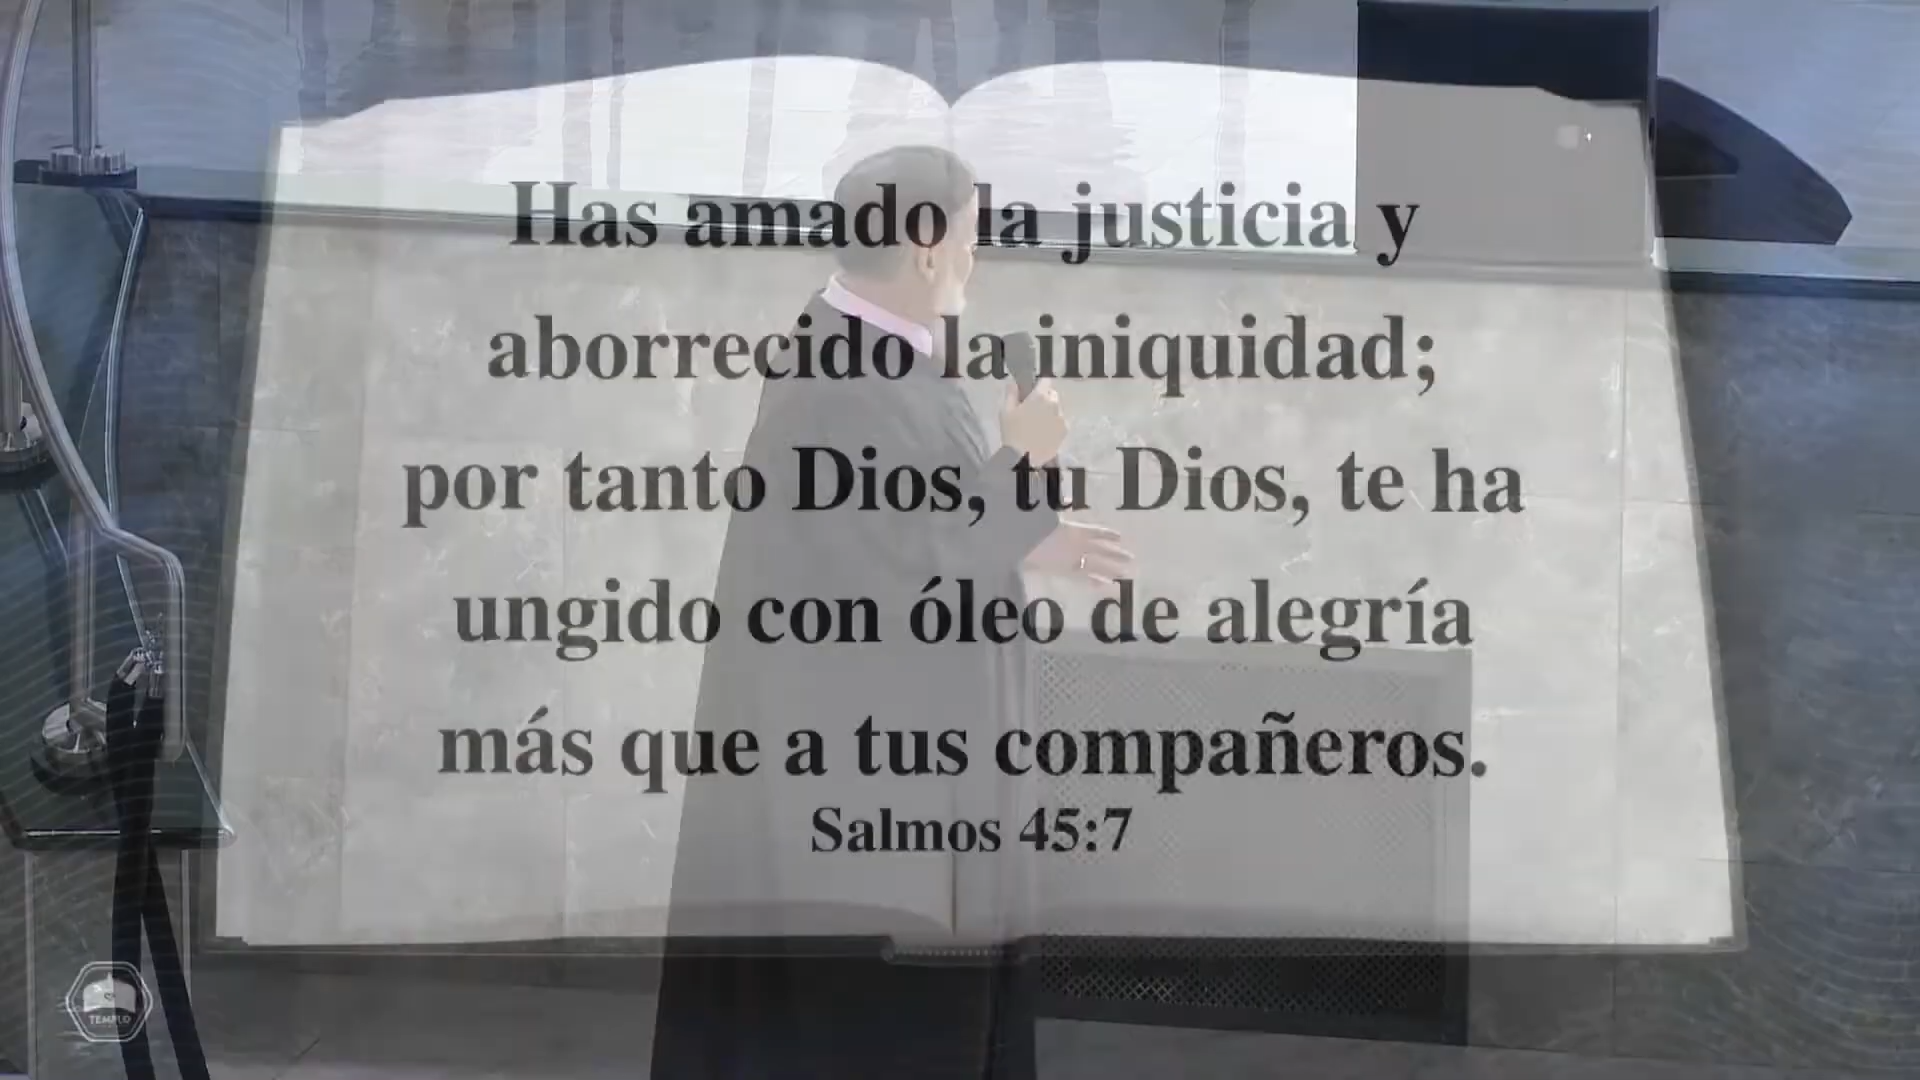 Has amado la justicia y
aborrecido la iniquidad;
por tanto Dios, tu Dios, te ha
ungido con óleo de alegría
más que a tus compañeros.
Salmos 45:7
TEMPLO